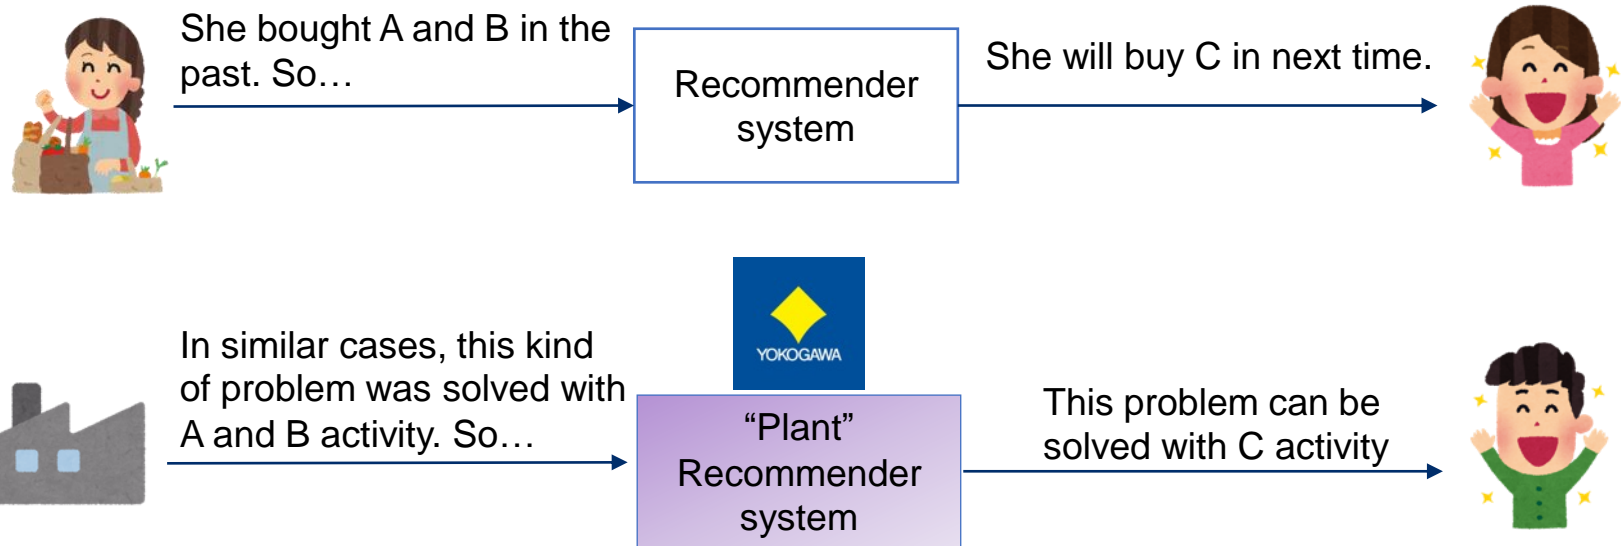 She bought A and B in the
past. So…
Recommender
system
She will buy C in next time.
YOKOGAWA
In similar cases, this kind
of problem was solved with
A and B activity. So…
“Plant”
Recommender
system
This problem can be
solved with C activity